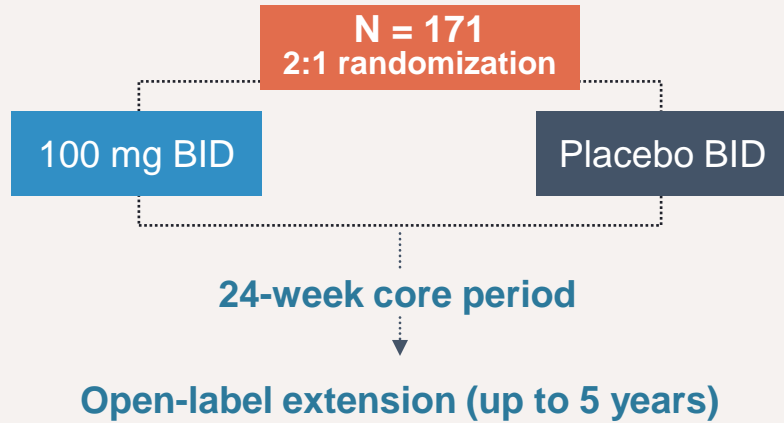 N = 171
2:1 randomization
100 mg BID
Placebo BID
24-week core period
Open-label extension (up to 5 years)